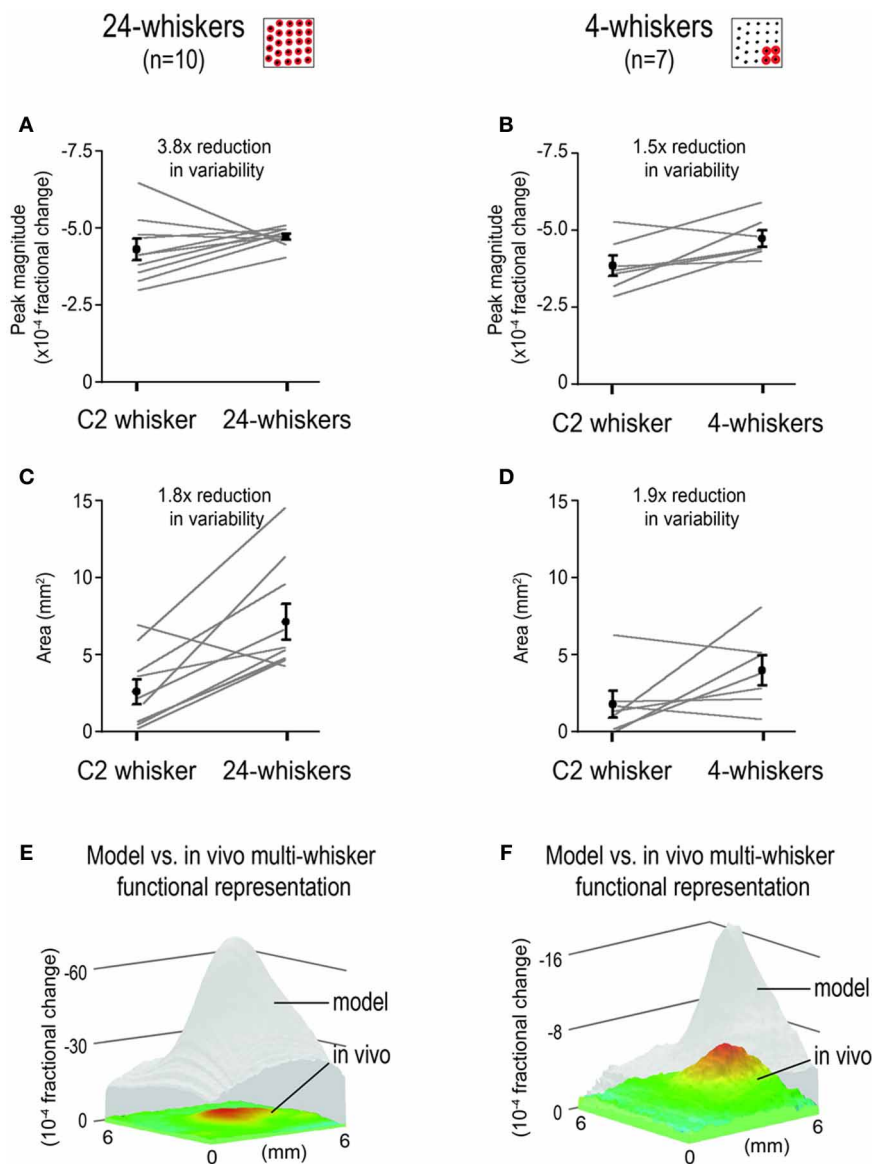 24-whiskers
(n=10)
4-whiskers
(n=7)
A
3.8x reduction
in variability
Peak magnitude
(x10⁻⁴ fractional change)
-7.5
-5.0
-2.5
0
C2 whisker
24-whiskers
B
1.5x reduction
in variability
Peak magnitude
(x10⁻⁴ fractional change)
-7.5
-5.0
-2.5
0
C2 whisker
4-whiskers
C
1.8x reduction
in variability
Area (mm²)
15
10
5
0
C2 whisker
24-whiskers
D
1.9x reduction
in variability
Area (mm²)
15
10
5
0
C2 whisker
4-whiskers
E
Model vs. in vivo multi-whisker
functional representation
(10⁻⁴ fractional change)
-60
-30
0
model
in vivo
6
0
(mm)
6
F
Model vs. in vivo multi-whisker
functional representation
(10⁻⁴ fractional change)
-16
-8
0
model
in vivo
6
0
(mm)
6